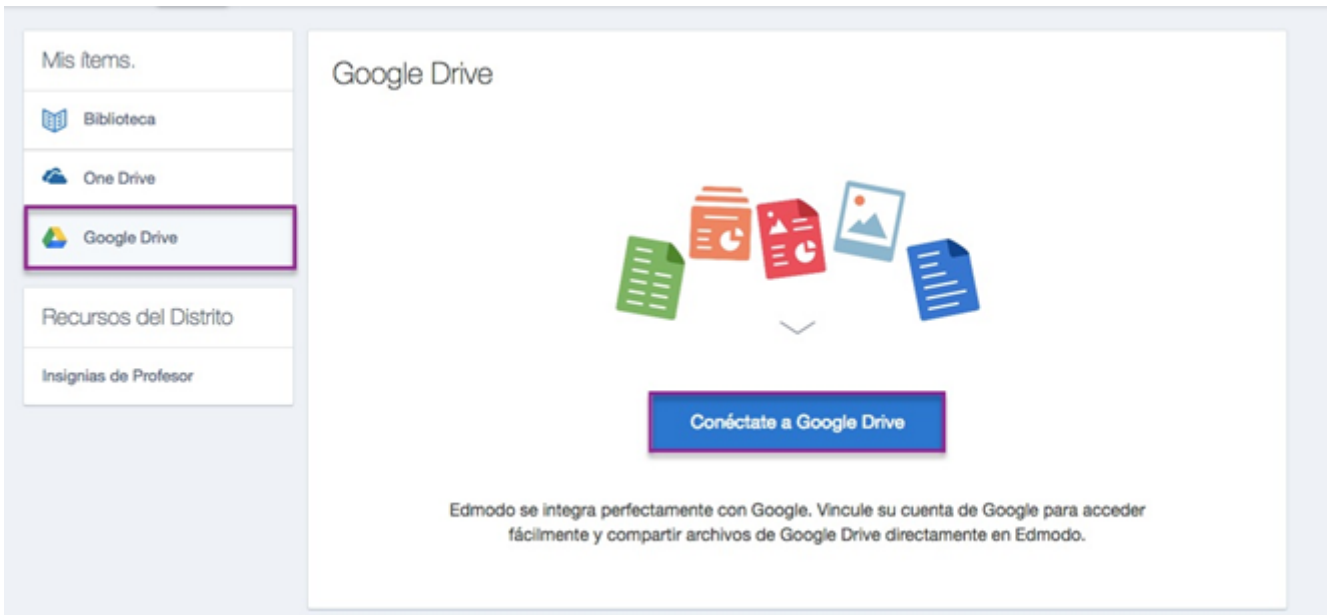 Mis ítems.
Biblioteca
One Drive
Google Drive
Recursos del Distrito
Insignias de Profesor
Google Drive
Conéctate a Google Drive
Edmodo se integra perfectamente con Google. Vincule su cuenta de Google para acceder
fácilmente y compartir archivos de Google Drive directamente en Edmodo.